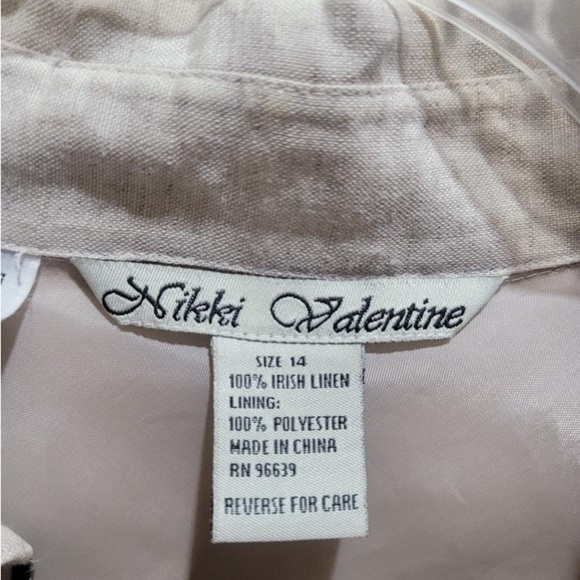 Nikki Valentine
SIZE 14
100% IRISH LINEN
LINING:
100% POLYESTER
MADE IN CHINA
RN 96639
REVERSE FOR CARE